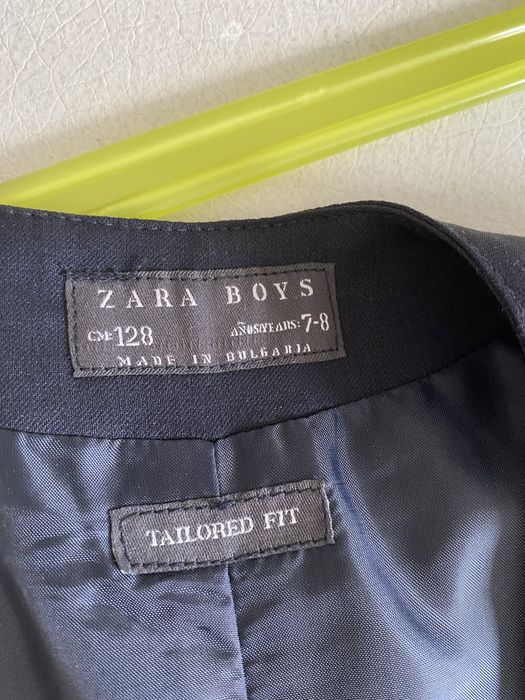 ZARA BOYS
CM: 128 AÑOS/YEARS: 7-8
MADE IN BULGARIA
TAILORED FIT